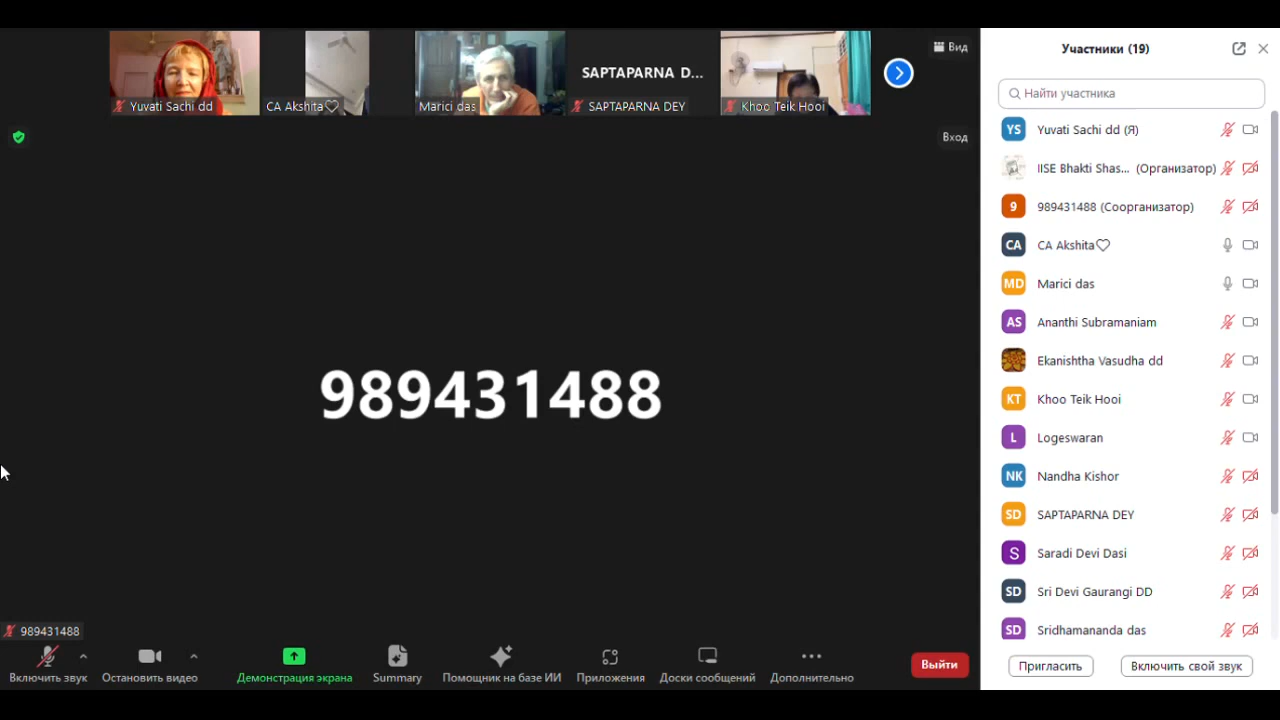 Yuvati Sachi dd
CA Akshita♡
Marici das
SAPTAPARNA D...
SAPTAPARNA DEY
Khoo Teik Hooi
Вид
Вход
989431488
989431488
Включить звук
Остановить видео
Демонстрация экрана
Summary
Помощник на базе ИИ
Приложения
Доски сообщений
Дополнительно
Выйти
Участники (19)
Найти участника
YS Yuvati Sachi dd (Я)
IISE Bhakti Shas... (Организатор)
9 989431488 (Соорганизатор)
CA CA Akshita♡
MD Marici das
AS Ananthi Subramaniam
Ekanishtha Vasudha dd
KT Khoo Teik Hooi
L Logeswaran
NK Nandha Kishor
SD SAPTAPARNA DEY
S Saradi Devi Dasi
SD Sri Devi Gaurangi DD
SD Sridhamananda das
Пригласить
Включить свой звук